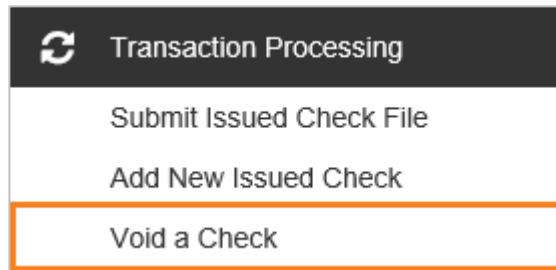 Transaction Processing
Submit Issued Check File
Add New Issued Check
Void a Check